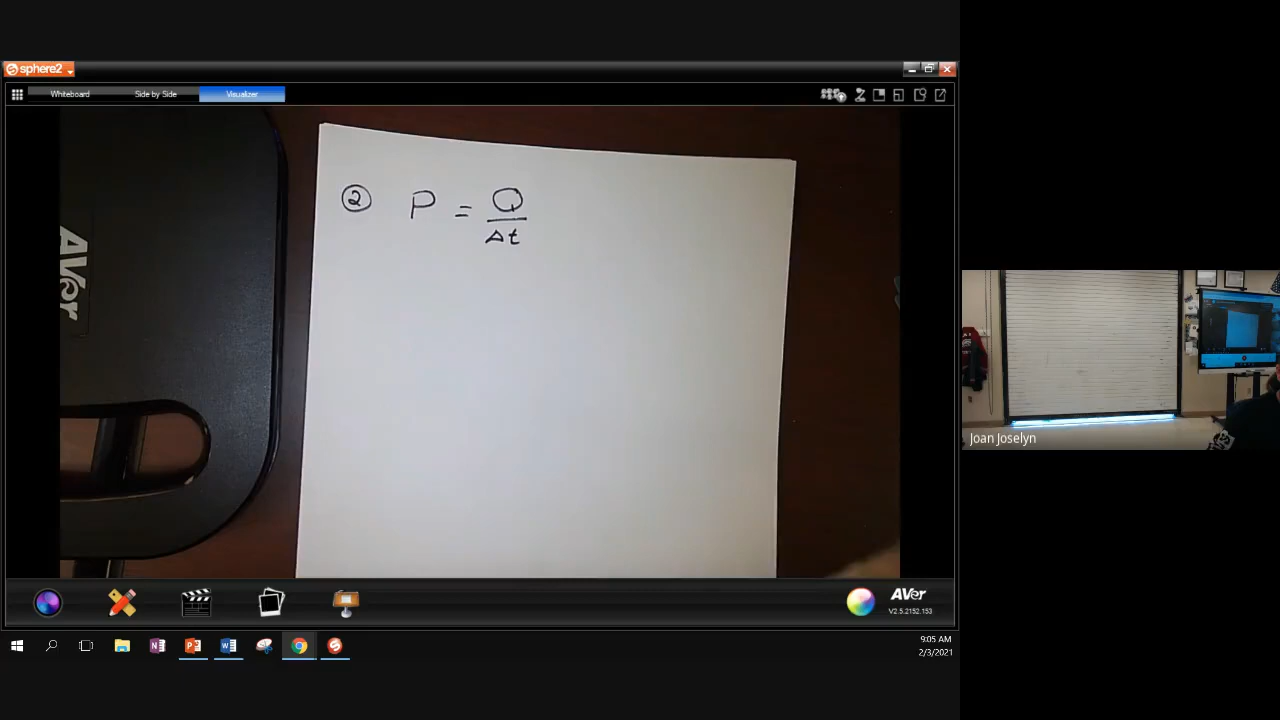 sphere2
Whiteboard
Side by Side
Visualizer
AVer
② P = Q
Δt
Joan Joselyn
AVer
V2.5.2152.153
9:05 AM
2/3/2021